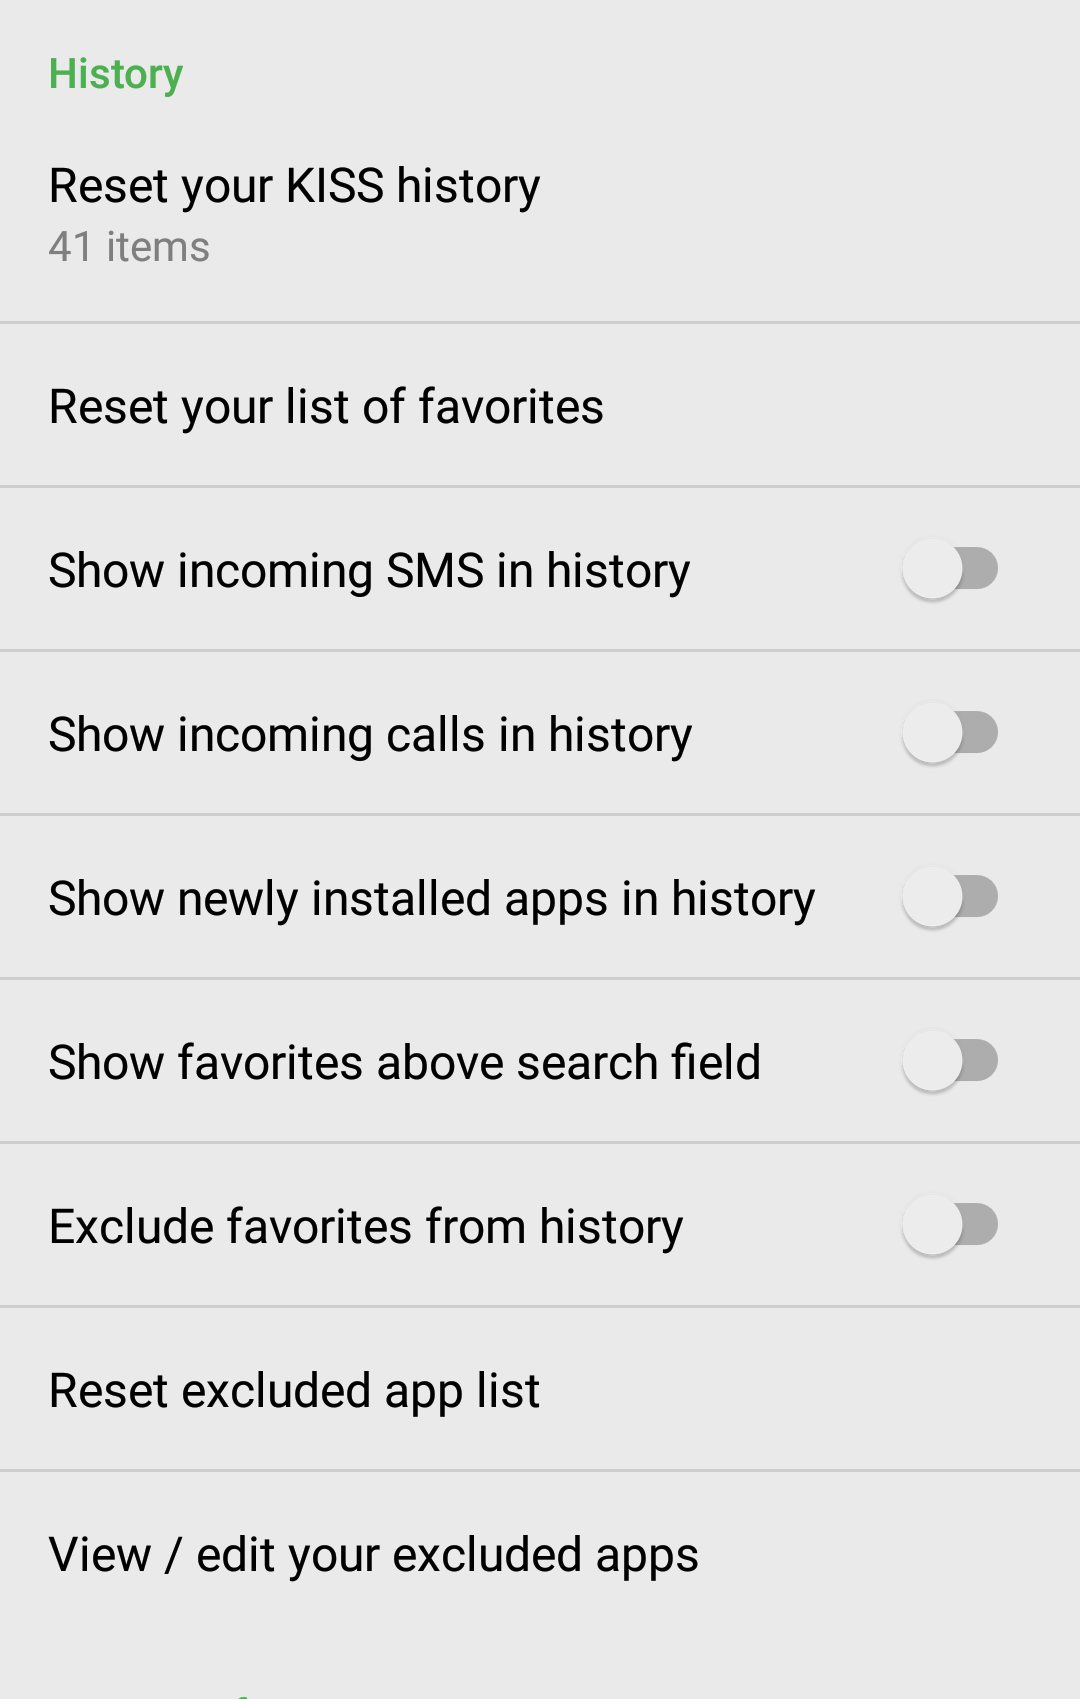 History
Reset your KISS history
41 items
Reset your list of favorites
Show incoming SMS in history
Show incoming calls in history
Show newly installed apps in history
Show favorites above search field
Exclude favorites from history
Reset excluded app list
View / edit your excluded apps